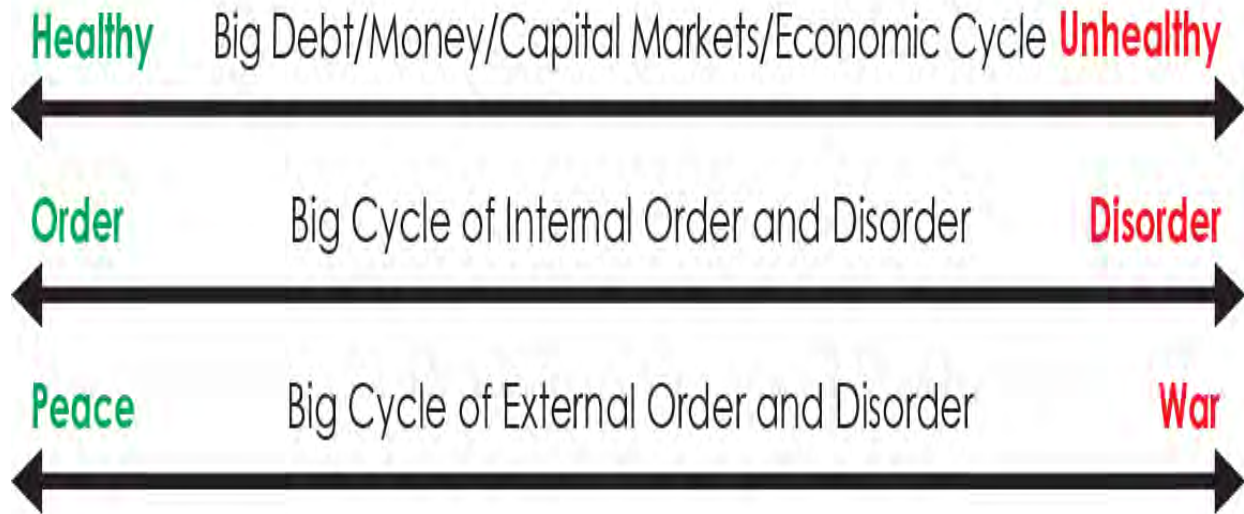 Healthy Big Debt/Money/Capital Markets/Economic Cycle Unhealthy
Order Big Cycle of Internal Order and Disorder Disorder
Peace Big Cycle of External Order and Disorder War